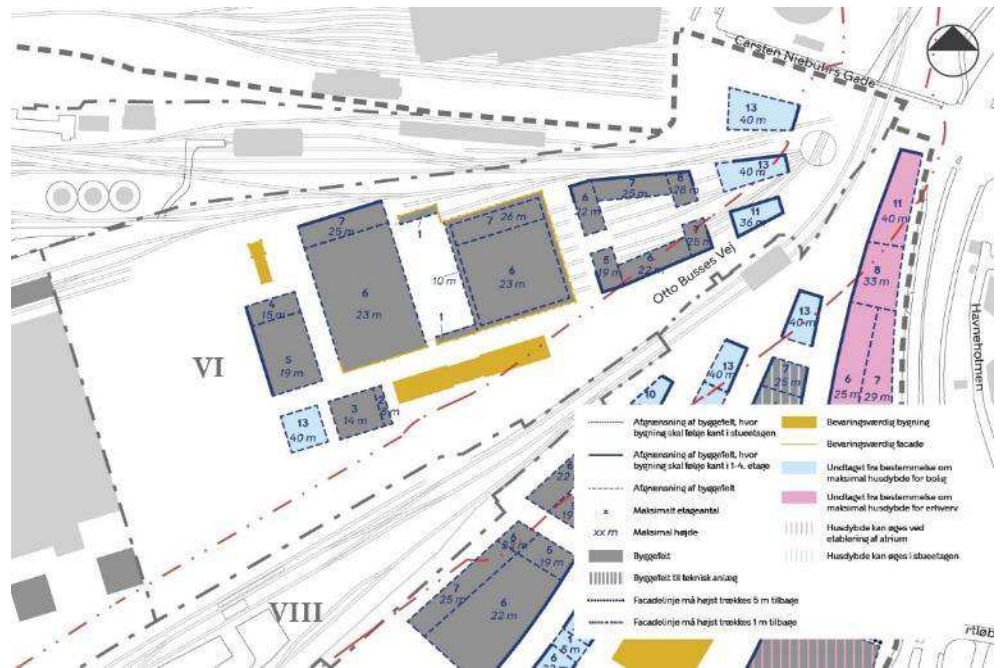 Carsten Niebuhrs Gade
13
40 m
13
40 m
11
36 m
11
40 m
8
33 m
6
25 m
7
29 m
Havneholmen
Otto Busses Vej
7
25 m
8
28 m
6
22 m
5
19 m
6
22 m
7
25 m
7
26 m
6
23 m
10 m
1
1
7
25 m
6
23 m
4
15 m
5
19 m
VI
13
40 m
3
14 m
13
40 m
13
40 m
7
25 m
10
VIII
6
22 m
5
19 m
7
25 m
6
22 m
Afgrænsning af byggefelt, hvor
bygning skal følge kant i stueetagen
Afgrænsning af byggefelt, hvor
bygning skal følge kant i 1-4. etage
Afgrænsning af byggefelt
x Maksimalt etageantal
xx m Maksimal højde
Byggefelt
Byggefelt til teknisk anlæg
Facadelinje må højst trækkes 5 m tilbage
Facadelinje må højst trækkes 1 m tilbage
Bevaringsværdig bygning
Bevaringsværdig facade
Undtaget fra bestemmelse om
maksimal husdybde for bolig
Undtaget fra bestemmelse om
maksimal husdybde for erhverv
Husdybde kan øges ved
etablering af atrium
Husdybde kan øges i stueetagen